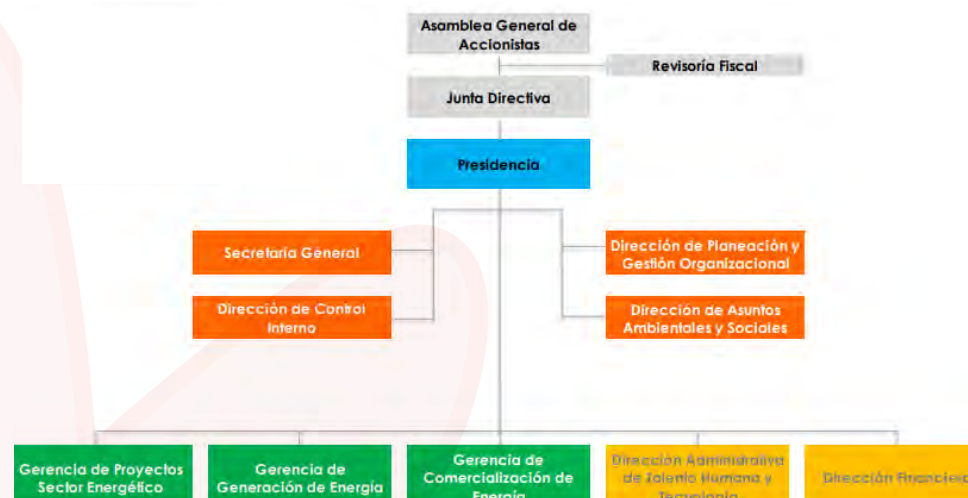 Asamblea General de
Accionistas
Revisoría Fiscal
Junta Directiva
Presidencia
Secretaría General
Dirección de Planeación y
Gestión Organizacional
Dirección de Control
Interno
Dirección de Asuntos
Ambientales y Sociales
Gerencia de Proyectos
Sector Energético
Gerencia de
Generación de Energía
Gerencia de
Comercialización de
Energía
Dirección Administrativa
de Talento Humano y
Tecnología
Dirección Financiera